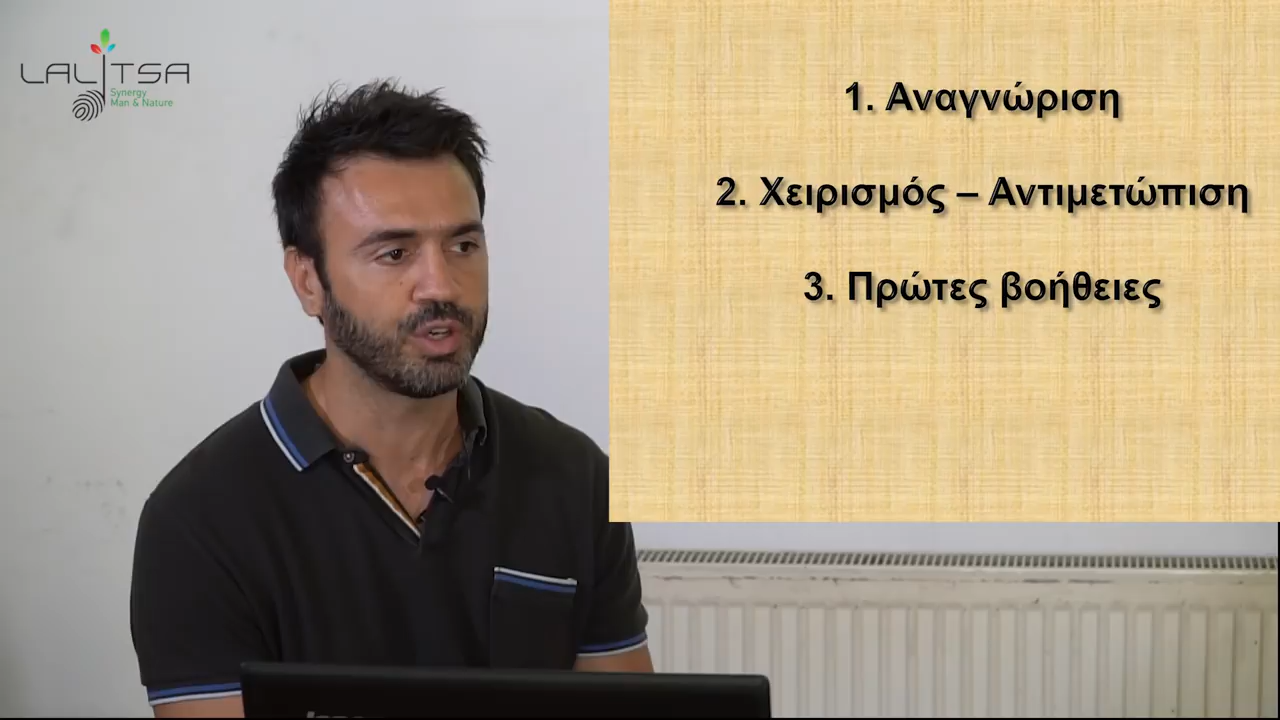 LALITSA
Synergy
Man & Nature
1. Αναγνώριση
2. Χειρισμός – Αντιμετώπιση
3. Πρώτες βοήθειες